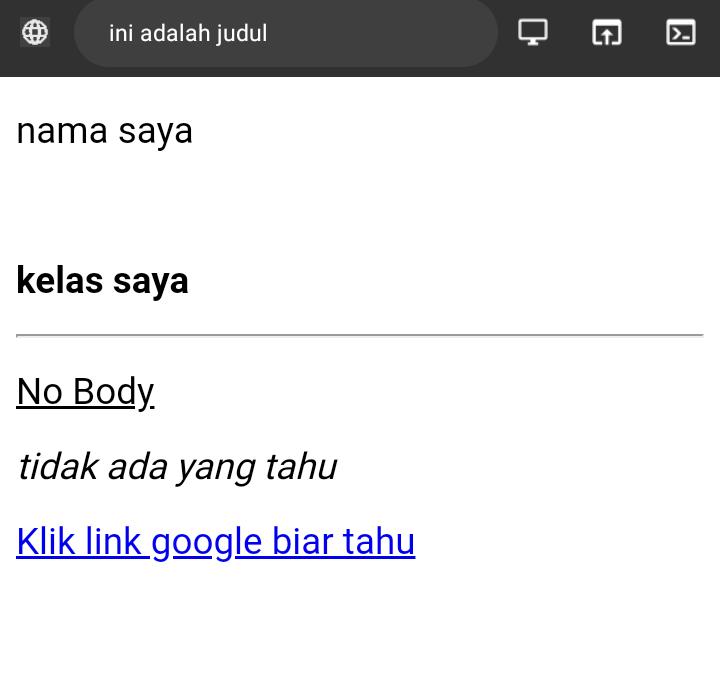 ini adalah judul
nama saya
kelas saya
No Body
tidak ada yang tahu
Klik link google biar tahu